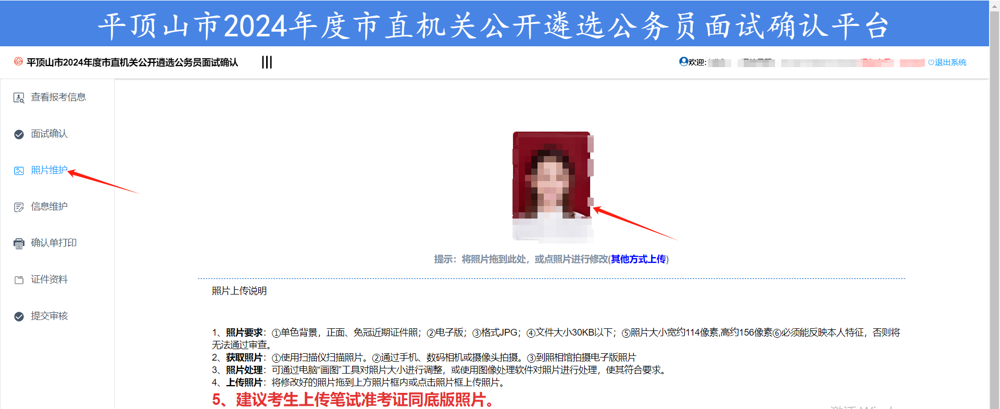 平顶山市2024年度市直机关公开遴选公务员面试确认平台
平顶山市2024年度市直机关公开遴选公务员面试确认
欢迎:
退出系统
查看报考信息
面试确认
照片维护
信息维护
确认单打印
证件资料
提交审核
提示：将照片拖到此处，或点照片进行修改(其他方式上传)
照片上传说明
1、照片要求：①单色背景，正面、免冠近期证件照；②电子版；③格式JPG；④文件大小30KB以下；⑤照片大小宽约114像素,高约156像素⑥必须能反映本人特征，否则将
无法通过审查。
2、获取照片：①使用扫描仪扫描照片。②通过手机、数码相机或摄像头拍摄。③到照相馆拍摄电子版照片
3、照片处理：可通过电脑“画图”工具对照片大小进行调整，或使用图像处理软件对照片进行处理，使其符合要求。
4、上传照片：将修改好的照片拖到上方照片框内或点击照片框上传照片。
5、建议考生上传笔试准考证同底版照片。